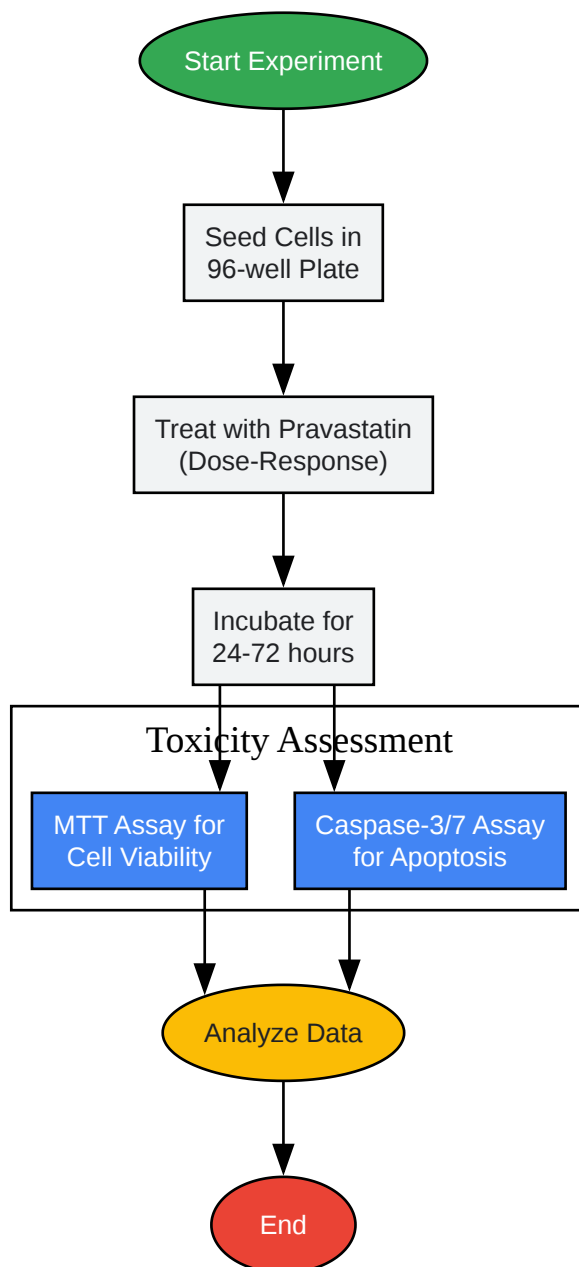 Start Experiment
Seed Cells in
96-well Plate
Treat with Pravastatin
(Dose-Response)
Incubate for
24-72 hours
Toxicity Assessment
MTT Assay for
Cell Viability
Caspase-3/7 Assay
for Apoptosis
Analyze Data
End